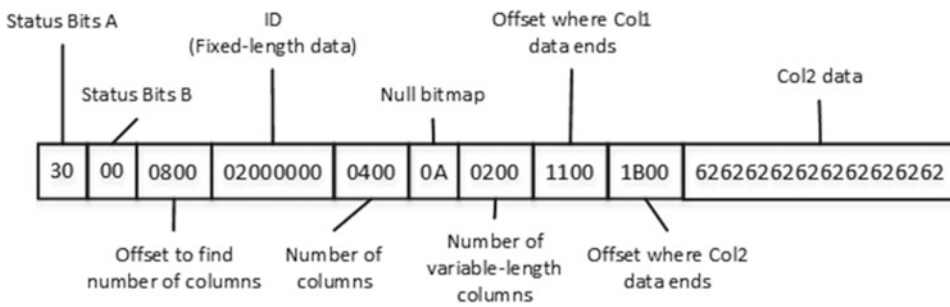 Status Bits A
ID
(Fixed-length data)
Offset where Col1
data ends
Col2 data
Status Bits B
Null bitmap
30 00 0800 02000000 0400 0A 0200 1100 1B00 62626262626262626262
Offset to find
number of columns
Number of
columns
Number of
variable-length
columns
Offset where Col2
data ends